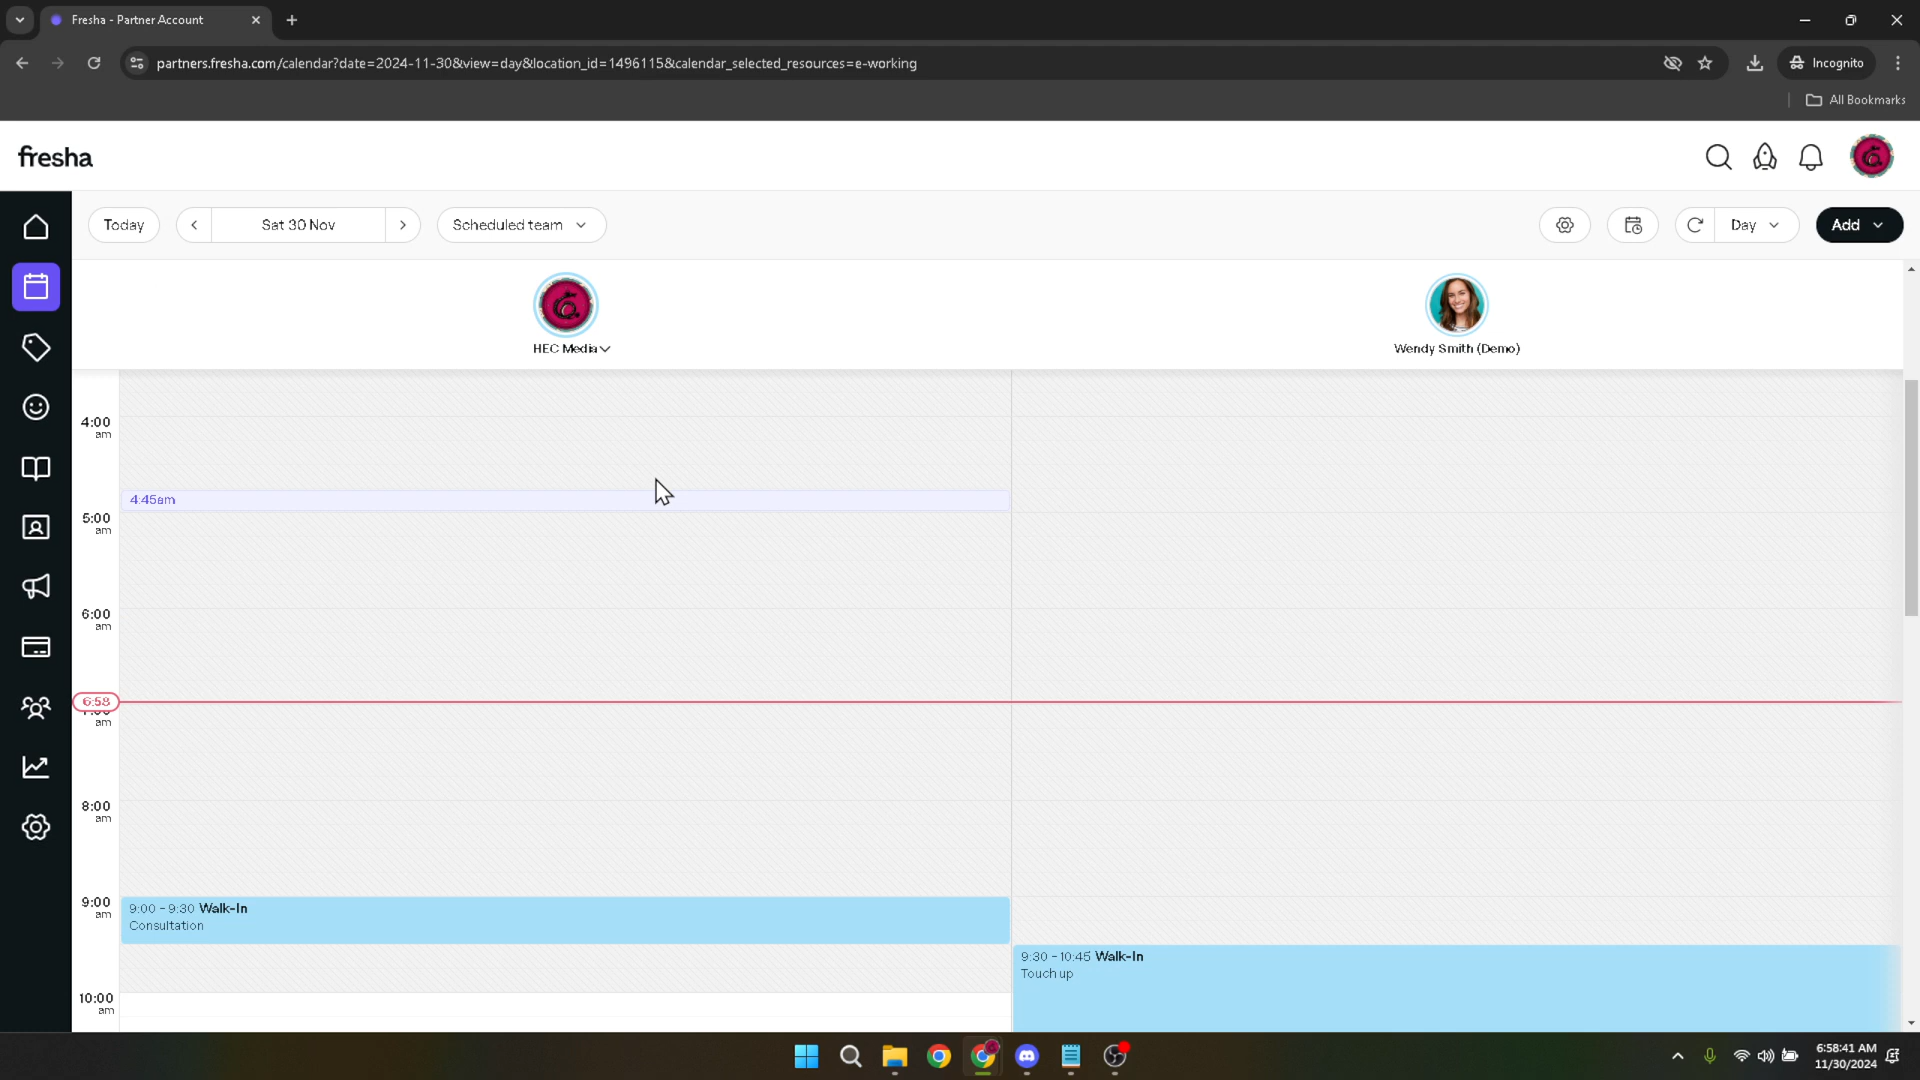 Fresha - Partner Account
partners.fresha.com/calendar?date=2024-11-30&view=day&location_id=1496115&calendar_selected_resources=e-working
Incognito
All Bookmarks
fresha
Today
Sat 30 Nov
Scheduled team
Day
Add
HEC Media
Wendy Smith (Demo)
4:00
am
4:45am
5:00
am
6:00
am
6:58
am
8:00
am
9:00
am
9:00 - 9:30 Walk-In
Consultation
9:30 - 10:45 Walk-In
Touch up
10:00
am
6:58:41 AM
11/30/2024